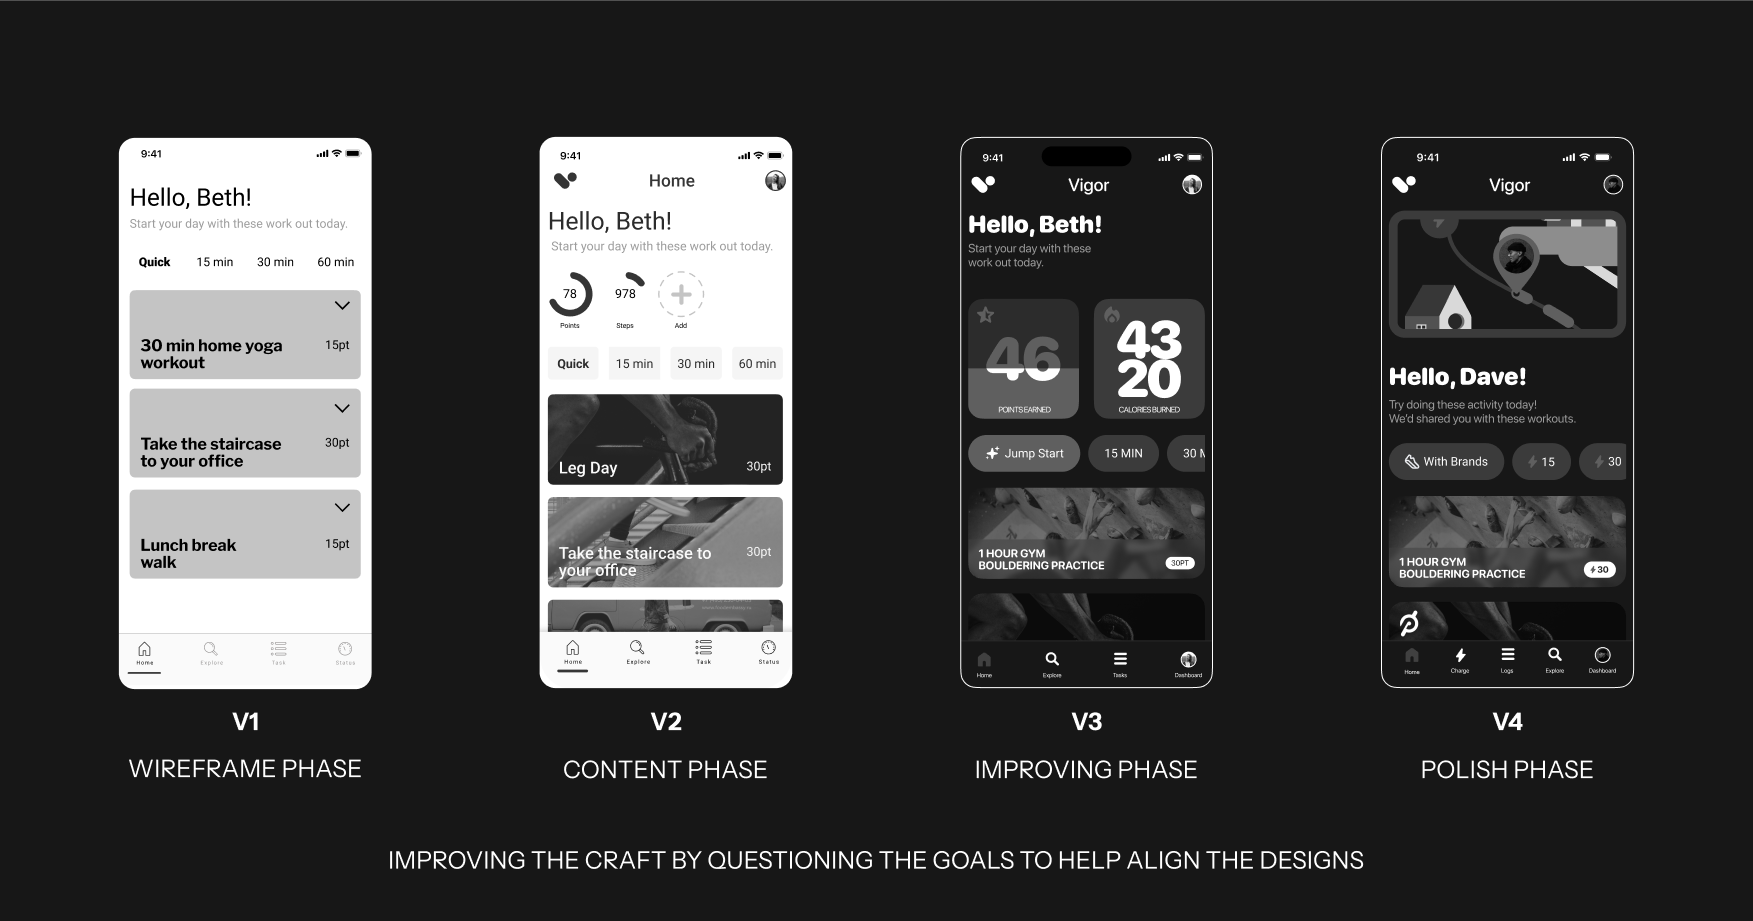 9:41
Hello, Beth!
Start your day with these work out today.
Quick 15 min 30 min 60 min
30 min home yoga
workout
15pt
Take the staircase
to your office
30pt
Lunch break
walk
15pt
Home Explore Task Status
V1
WIREFRAME PHASE
9:41
Home
Hello, Beth!
Start your day with these work out today.
78 978
Points Steps Add
Quick 15 min 30 min 60 min
Leg Day 30pt
Take the staircase to
your office
30pt
Home Explore Task Status
V2
CONTENT PHASE
9:41
Vigor
Hello, Beth!
Start your day with these
work out today.
46
POINTS EARNED
43
20
CALORIES BURNED
Jump Start 15 MIN 30 M
1 HOUR GYM
BOULDERING PRACTICE
30PT
Home Explore Tasks Dashboard
V3
IMPROVING PHASE
9:41
Vigor
Hello, Dave!
Try doing these activity today!
We'd shared you with these workouts.
With Brands 15 30
1 HOUR GYM
BOULDERING PRACTICE
30
Home Charge Logs Explore Dashboard
V4
POLISH PHASE
IMPROVING THE CRAFT BY QUESTIONING THE GOALS TO HELP ALIGN THE DESIGNS